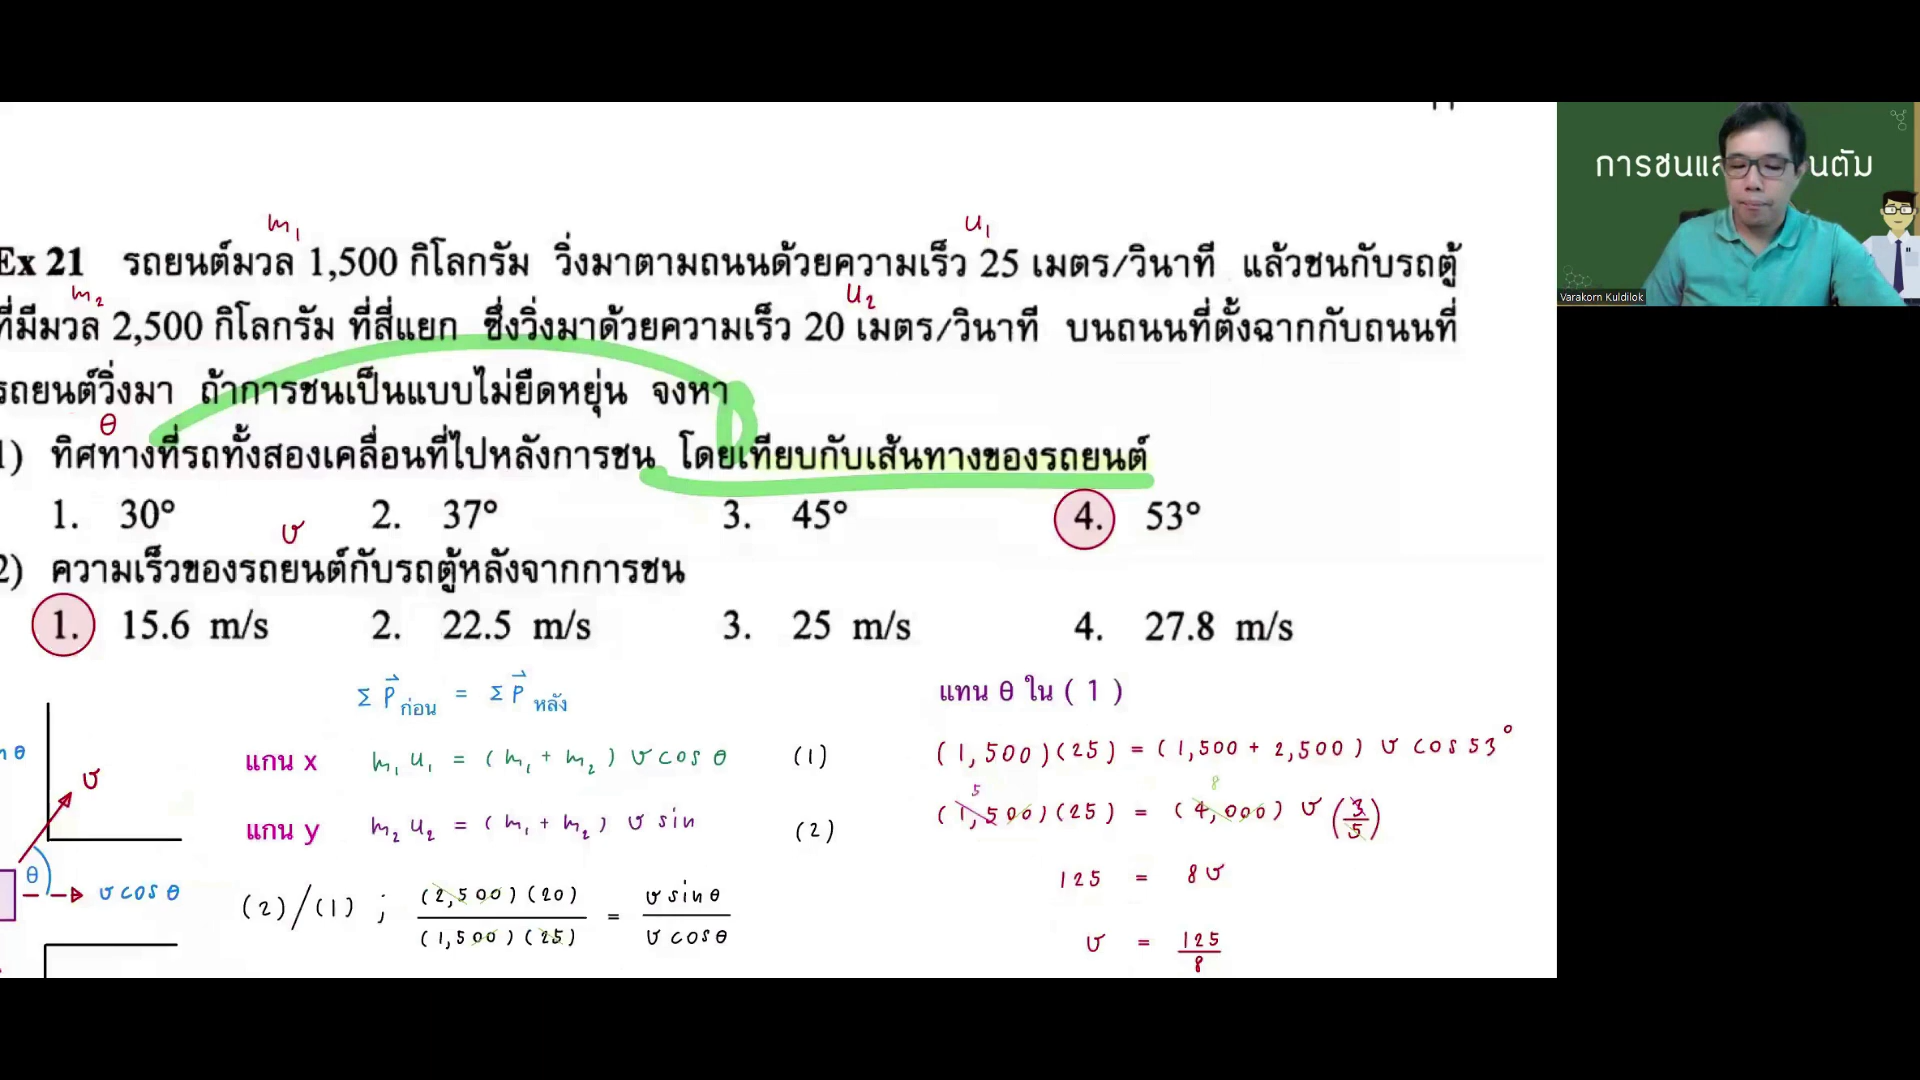 m₁ u₁
Ex 21 รถยนต์มวล 1,500 กิโลกรัม วิ่งมาตามถนนด้วยความเร็ว 25 เมตร/วินาที แล้วชนกับรถตู้
m₂ u₂
ที่มีมวล 2,500 กิโลกรัม ที่สี่แยก ซึ่งวิ่งมาด้วยความเร็ว 20 เมตร/วินาที บนถนนที่ตั้งฉากกับถนนที่
รถยนต์วิ่งมา ถ้าการชนเป็นแบบไม่ยืดหยุ่น จงหา
θ
1) ทิศทางที่รถทั้งสองเคลื่อนที่ไปหลังการชน โดยเทียบกับเส้นทางของรถยนต์
1. 30° 2. 37° 3. 45° 4. 53°
v
2) ความเร็วของรถยนต์กับรถตู้หลังจากการชน
1. 15.6 m/s 2. 22.5 m/s 3. 25 m/s 4. 27.8 m/s
Σ P⃗ ก่อน = Σ P⃗ หลัง
แกน x m₁ u₁ = (m₁ + m₂) v cos θ (1)
แกน y m₂ u₂ = (m₁ + m₂) v sin (2)
(2)/(1) ; (2,500)(20) / (1,500)(25) = v sin θ / v cos θ
θ
v
θ
v cos θ
แทน θ ใน (1)
(1,500)(25) = (1,500 + 2,500) v cos 53°
5 8
(1,500)(25) = (4,000) v (3/5)
125 = 8v
v = 125/8
Varakorn Kuldilok